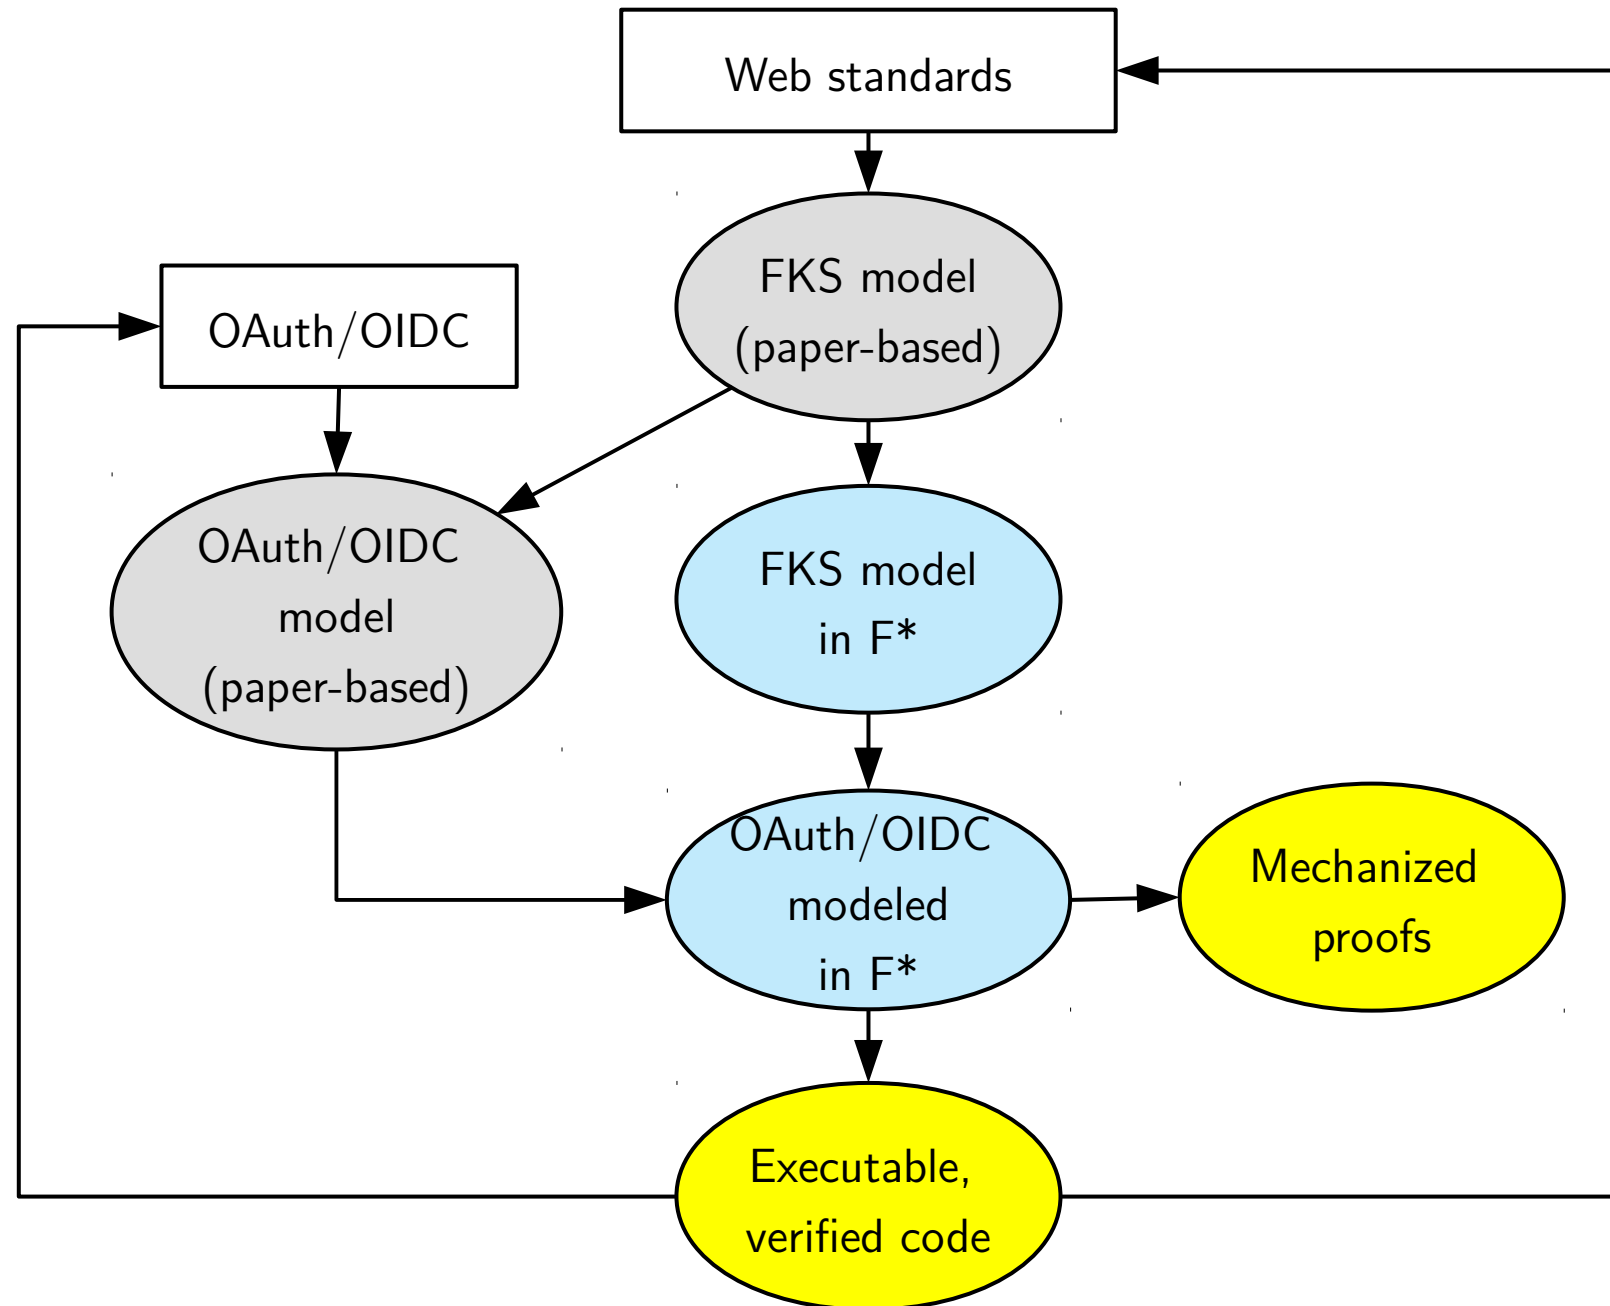 Web standards
FKS model
(paper-based)
OAuth/OIDC
OAuth/OIDC
model
(paper-based)
FKS model
in F*
OAuth/OIDC
modeled
in F*
Mechanized
proofs
Executable,
verified code